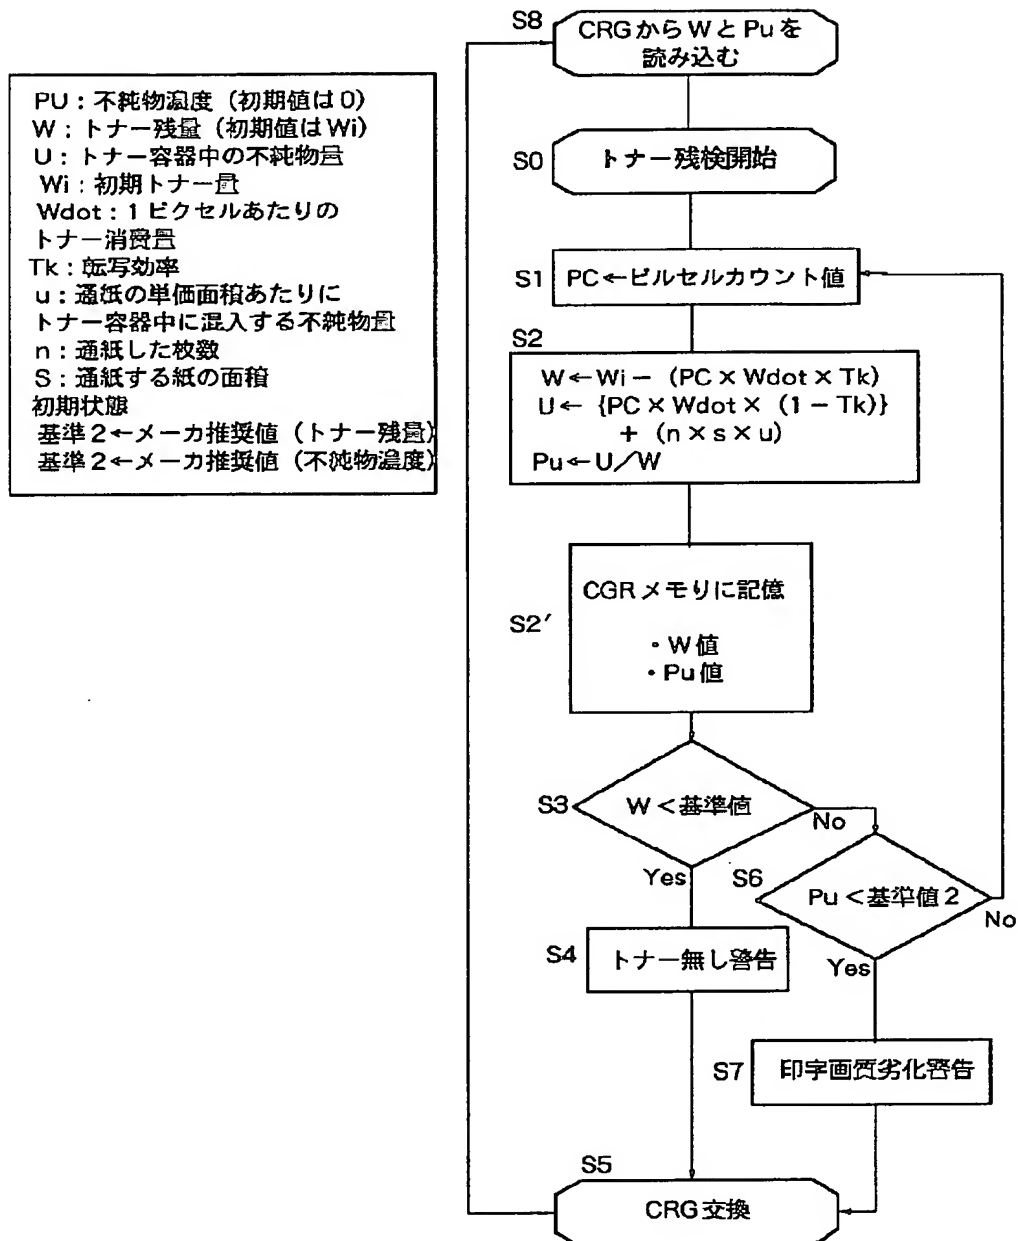 S8
CRGからWとPuを
読み込む
PU：不純物濃度（初期値は0）
W：トナー残量（初期値はWi）
U：トナー容器中の不純物量
Wi：初期トナー量
Wdot：1ピクセルあたりの
トナー消費量
Tk：転写効率
u：通紙の単価面積あたりに
トナー容器中に混入する不純物量
n：通紙した枚数
S：通紙する紙の面積
初期状態
基準2←メーカ推奨値（トナー残量）
基準2←メーカ推奨値（不純物濃度）
S0
トナー残検開始
S1
PC←ピルセルカウント値
S2
W←Wi－（PC×Wdot×Tk）
U←｛PC×Wdot×（1－Tk）｝
＋（n×s×u）
Pu←U／W
S2′
CGRメモリに記憶
・W値
・Pu値
S3
W＜基準値
No
Yes
S6
Pu＜基準値2
No
Yes
S4
トナー無し警告
S7
印字画質劣化警告
S5
CRG交換